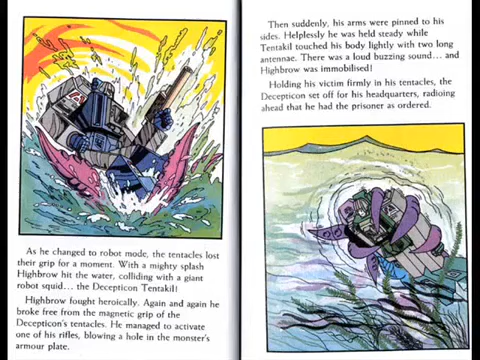 As he changed to robot mode, the tentacles lost
their grip for a moment. With a mighty splash
Highbrow hit the water, colliding with a giant
robot squid... the Decepticon Tentakil!
Highbrow fought heroically. Again and again he
broke free from the magnetic grip of the
Decepticon's tentacles. He managed to activate
one of his rifles, blowing a hole in the monster's
armour plate.
Then suddenly, his arms were pinned to his
sides. Helplessly he was held steady while
Tentakil touched his body lightly with two long
antennae. There was a loud buzzing sound... and
Highbrow was immobilised!
Holding his victim firmly in his tentacles, the
Decepticon set off for his headquarters, radioing
ahead that he had the prisoner as ordered.